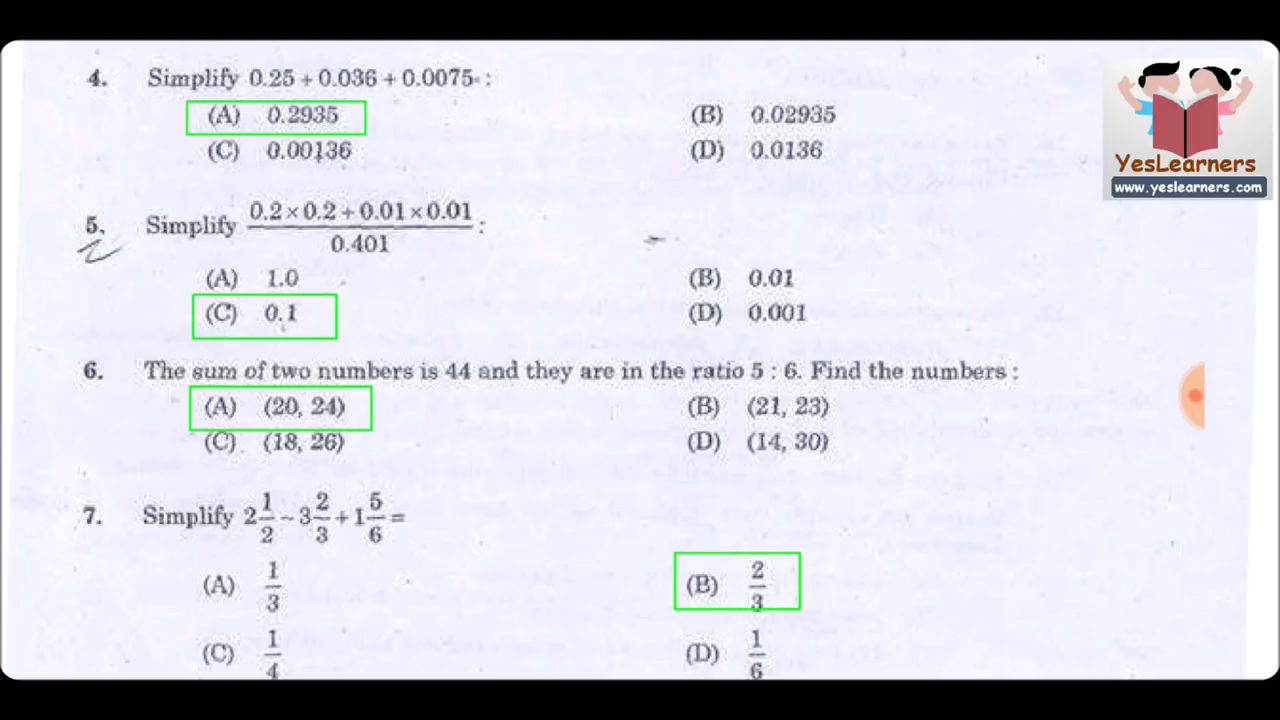 4. Simplify 0.25 + 0.036 + 0.0075 :
(A) 0.2935 (B) 0.02935
(C) 0.00136 (D) 0.0136
YesLearners
www.yeslearners.com
5. Simplify (0.2 × 0.2 + 0.01 × 0.01)/0.401 :
(A) 1.0 (B) 0.01
(C) 0.1 (D) 0.001
6. The sum of two numbers is 44 and they are in the ratio 5 : 6. Find the numbers :
(A) (20, 24) (B) (21, 23)
(C) (18, 26) (D) (14, 30)
7. Simplify 2 1/2 − 3 2/3 + 1 5/6 =
(A) 1/3 (B) 2/3
(C) 1/4 (D) 1/6